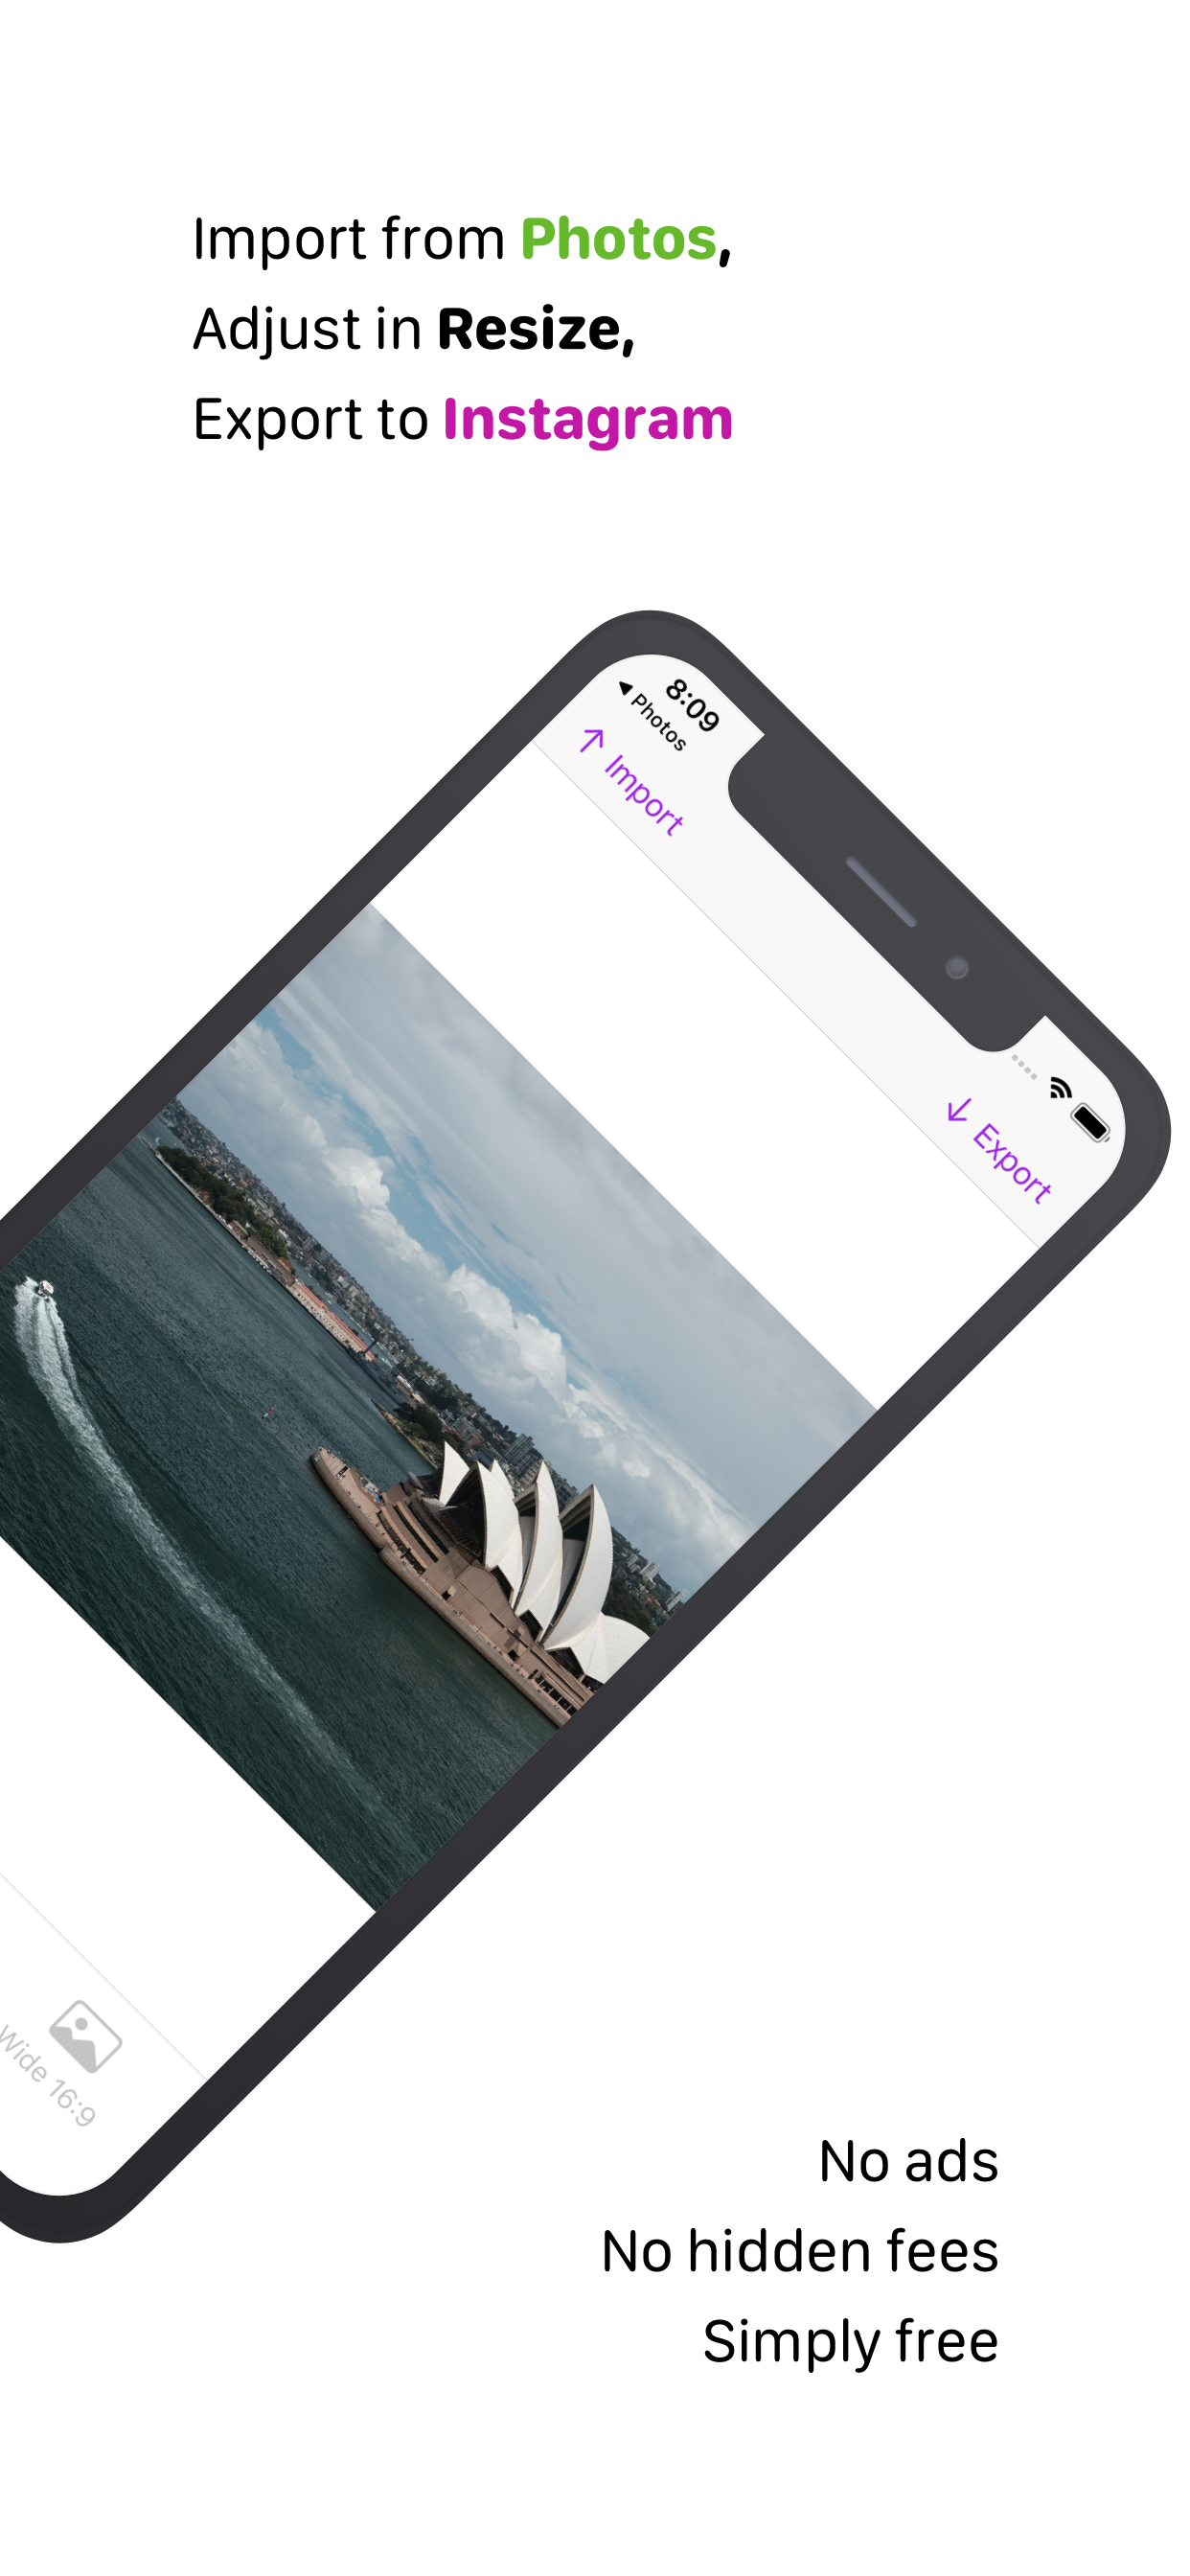 Import from Photos,
Adjust in Resize,
Export to Instagram
8:09
◀ Photos
↑ Import
↓ Export
Wide 16:9
No ads
No hidden fees
Simply free